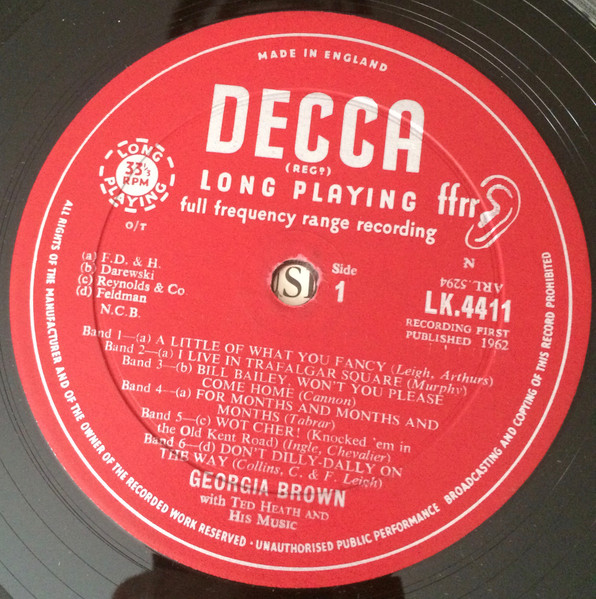 MADE IN ENGLAND
DECCA
(REGD)
LONG PLAYING
ffrr
full frequency range recording
LONG PLAYING
33⅓
RPM
O/T
N
ARL.5294
(a) F.D. & H.
(b) Darewski
(c) Reynolds & Co
(d) Feldman
N.C.B.
S
Side
1
LK.4411
RECORDING FIRST
PUBLISHED 1962
Band 1—(a) A LITTLE OF WHAT YOU FANCY (Leigh, Arthurs)
Band 2—(a) I LIVE IN TRAFALGAR SQUARE (Murphy)
Band 3—(b) BILL BAILEY, WON'T YOU PLEASE
COME HOME (Cannon)
Band 4—(a) FOR MONTHS AND MONTHS AND
MONTHS (Tabrar)
Band 5—(c) WOT CHER! (Knocked 'em in
the Old Kent Road) (Ingle, Chevalier)
Band 6—(d) DON'T DILLY-DALLY ON
THE WAY (Collins, C. & F. Leigh)
GEORGIA BROWN
with TED HEATH AND
HIS MUSIC
ALL RIGHTS OF THE MANUFACTURER AND OF THE OWNER OF THE RECORDED WORK RESERVED · UNAUTHORISED PUBLIC PERFORMANCE BROADCASTING AND COPYING OF THIS RECORD PROHIBITED